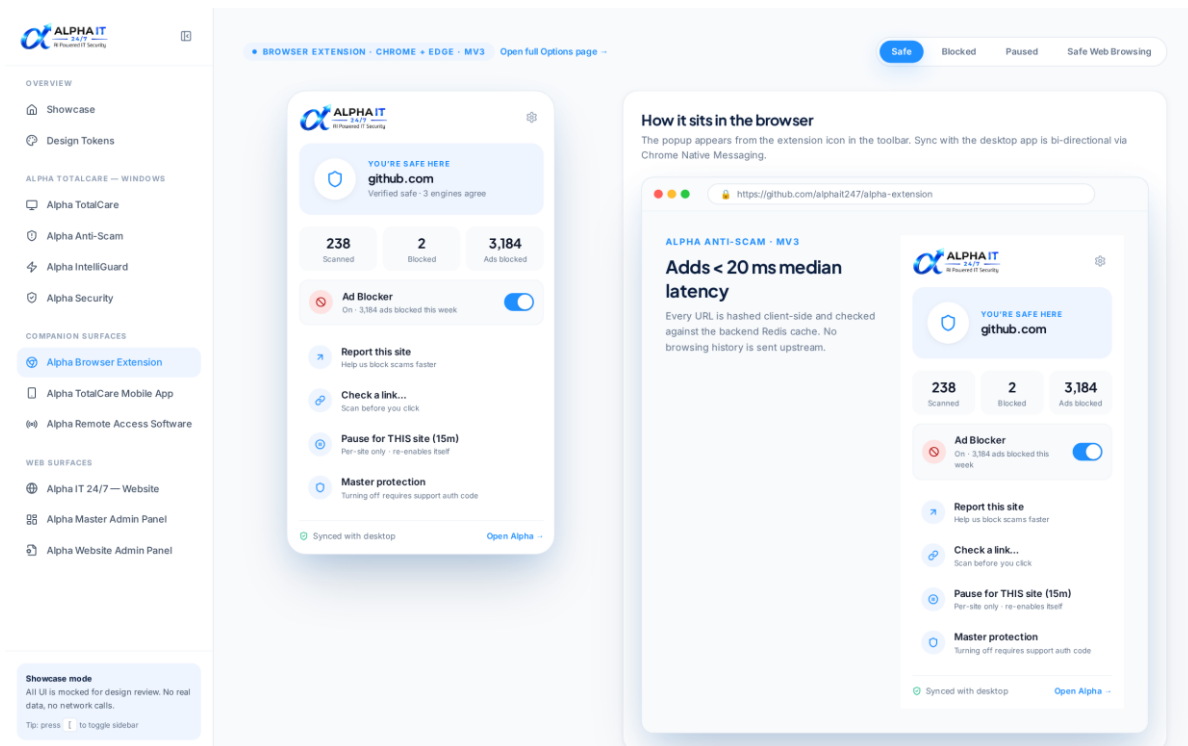 ALPHA IT
24/7
AI Powered IT Security
OVERVIEW
Showcase
Design Tokens
ALPHA TOTALCARE — WINDOWS
Alpha TotalCare
Alpha Anti-Scam
Alpha IntelliGuard
Alpha Security
COMPANION SURFACES
Alpha Browser Extension
Alpha TotalCare Mobile App
Alpha Remote Access Software
WEB SURFACES
Alpha IT 24/7 — Website
Alpha Master Admin Panel
Alpha Website Admin Panel
Showcase mode
All UI is mocked for design review. No real
data, no network calls.
Tip: press [ to toggle sidebar
BROWSER EXTENSION · CHROME + EDGE · MV3 Open full Options page →
Safe Blocked Paused Safe Web Browsing
ALPHA IT
24/7
AI Powered IT Security
YOU'RE SAFE HERE
github.com
Verified safe · 3 engines agree
238 2 3,184
Scanned Blocked Ads blocked
Ad Blocker
On · 3,184 ads blocked this week
Report this site
Help us block scams faster
Check a link...
Scan before you click
Pause for THIS site (15m)
Per-site only · re-enables itself
Master protection
Turning off requires support auth code
Synced with desktop Open Alpha →
How it sits in the browser
The popup appears from the extension icon in the toolbar. Sync with the desktop app is bi-directional via
Chrome Native Messaging.
https://github.com/alphait247/alpha-extension
ALPHA ANTI-SCAM · MV3
Adds < 20 ms median
latency
Every URL is hashed client-side and checked
against the backend Redis cache. No
browsing history is sent upstream.
ALPHA IT
24/7
AI Powered IT Security
YOU'RE SAFE HERE
github.com
238 2 3,184
Scanned Blocked Ads blocked
Ad Blocker
On · 3,184 ads blocked this
week
Report this site
Help us block scams faster
Check a link...
Scan before you click
Pause for THIS site (15m)
Per-site only · re-enables itself
Master protection
Turning off requires support auth code
Synced with desktop Open Alpha →